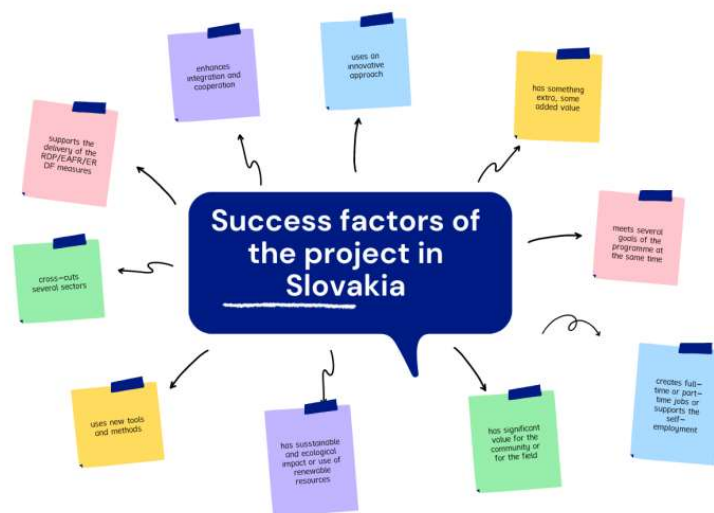 Success factors of
the project in
Slovakia
enhances
integration and
cooperation
uses an
innovative
approach
has something
extra, some
added value
meets several
goals of the
programme at
the same time
creates full-
time or part-
time jobs or
supports the
self-
employment
has significant
value for the
community or
for the field
has susstainable
and ecological
impact or use of
renewable
resources
uses new tools
and methods
cross-cuts
several sectors
supports the
delivery of the
RDP/EAFR/ER
DF measures